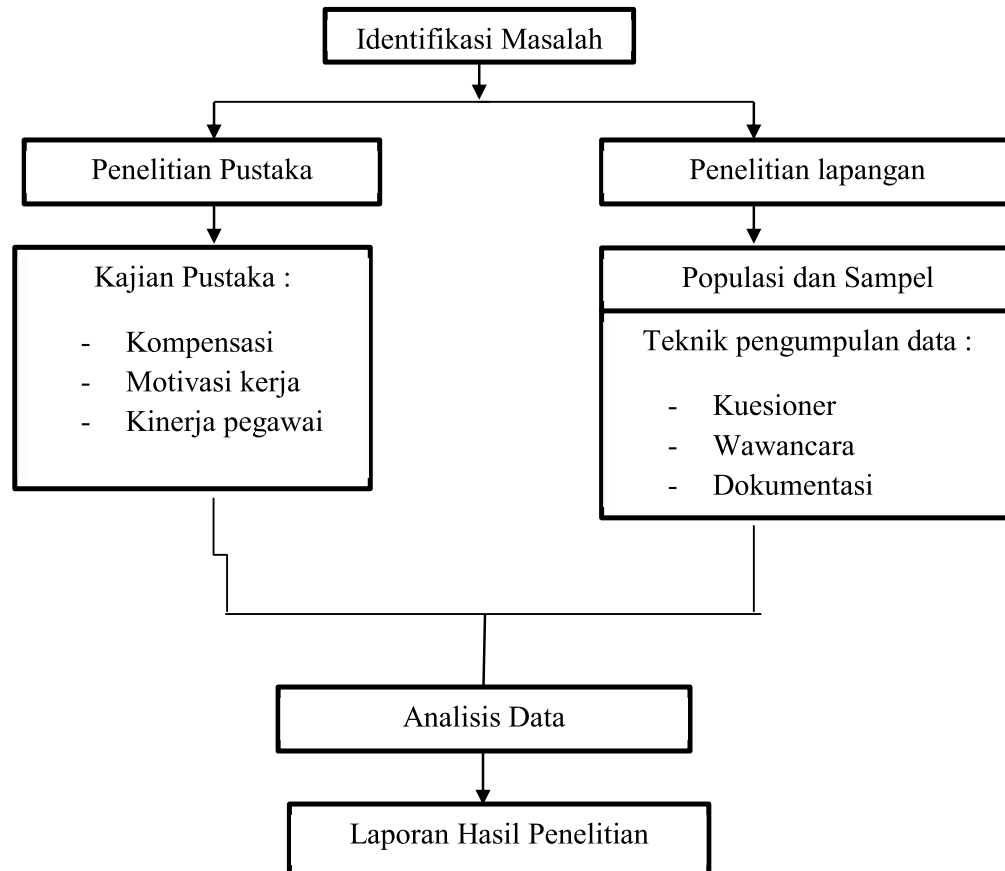 Identifikasi Masalah
Penelitian Pustaka
Penelitian lapangan
Kajian Pustaka :
- Kompensasi
- Motivasi kerja
- Kinerja pegawai
Populasi dan Sampel
Teknik pengumpulan data :
- Kuesioner
- Wawancara
- Dokumentasi
Analisis Data
Laporan Hasil Penelitian